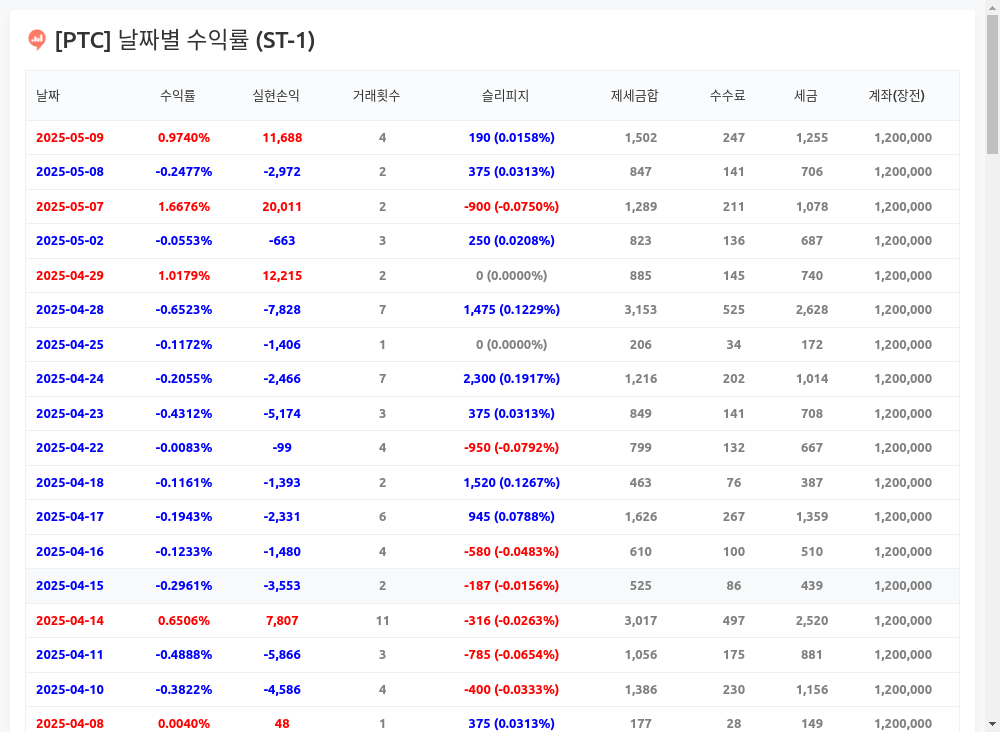 [PTC] 날짜별 수익률 (ST-1)
날짜 수익률 실현손익 거래횟수 슬리피지 제세금합 수수료 세금 계좌(장전)
2025-05-09 0.9740% 11,688 4 190 (0.0158%) 1,502 247 1,255 1,200,000
2025-05-08 -0.2477% -2,972 2 375 (0.0313%) 847 141 706 1,200,000
2025-05-07 1.6676% 20,011 2 -900 (-0.0750%) 1,289 211 1,078 1,200,000
2025-05-02 -0.0553% -663 3 250 (0.0208%) 823 136 687 1,200,000
2025-04-29 1.0179% 12,215 2 0 (0.0000%) 885 145 740 1,200,000
2025-04-28 -0.6523% -7,828 7 1,475 (0.1229%) 3,153 525 2,628 1,200,000
2025-04-25 -0.1172% -1,406 1 0 (0.0000%) 206 34 172 1,200,000
2025-04-24 -0.2055% -2,466 7 2,300 (0.1917%) 1,216 202 1,014 1,200,000
2025-04-23 -0.4312% -5,174 3 375 (0.0313%) 849 141 708 1,200,000
2025-04-22 -0.0083% -99 4 -950 (-0.0792%) 799 132 667 1,200,000
2025-04-18 -0.1161% -1,393 2 1,520 (0.1267%) 463 76 387 1,200,000
2025-04-17 -0.1943% -2,331 6 945 (0.0788%) 1,626 267 1,359 1,200,000
2025-04-16 -0.1233% -1,480 4 -580 (-0.0483%) 610 100 510 1,200,000
2025-04-15 -0.2961% -3,553 2 -187 (-0.0156%) 525 86 439 1,200,000
2025-04-14 0.6506% 7,807 11 -316 (-0.0263%) 3,017 497 2,520 1,200,000
2025-04-11 -0.4888% -5,866 3 -785 (-0.0654%) 1,056 175 881 1,200,000
2025-04-10 -0.3822% -4,586 4 -400 (-0.0333%) 1,386 230 1,156 1,200,000
2025-04-08 0.0040% 48 1 375 (0.0313%) 177 28 149 1,200,000